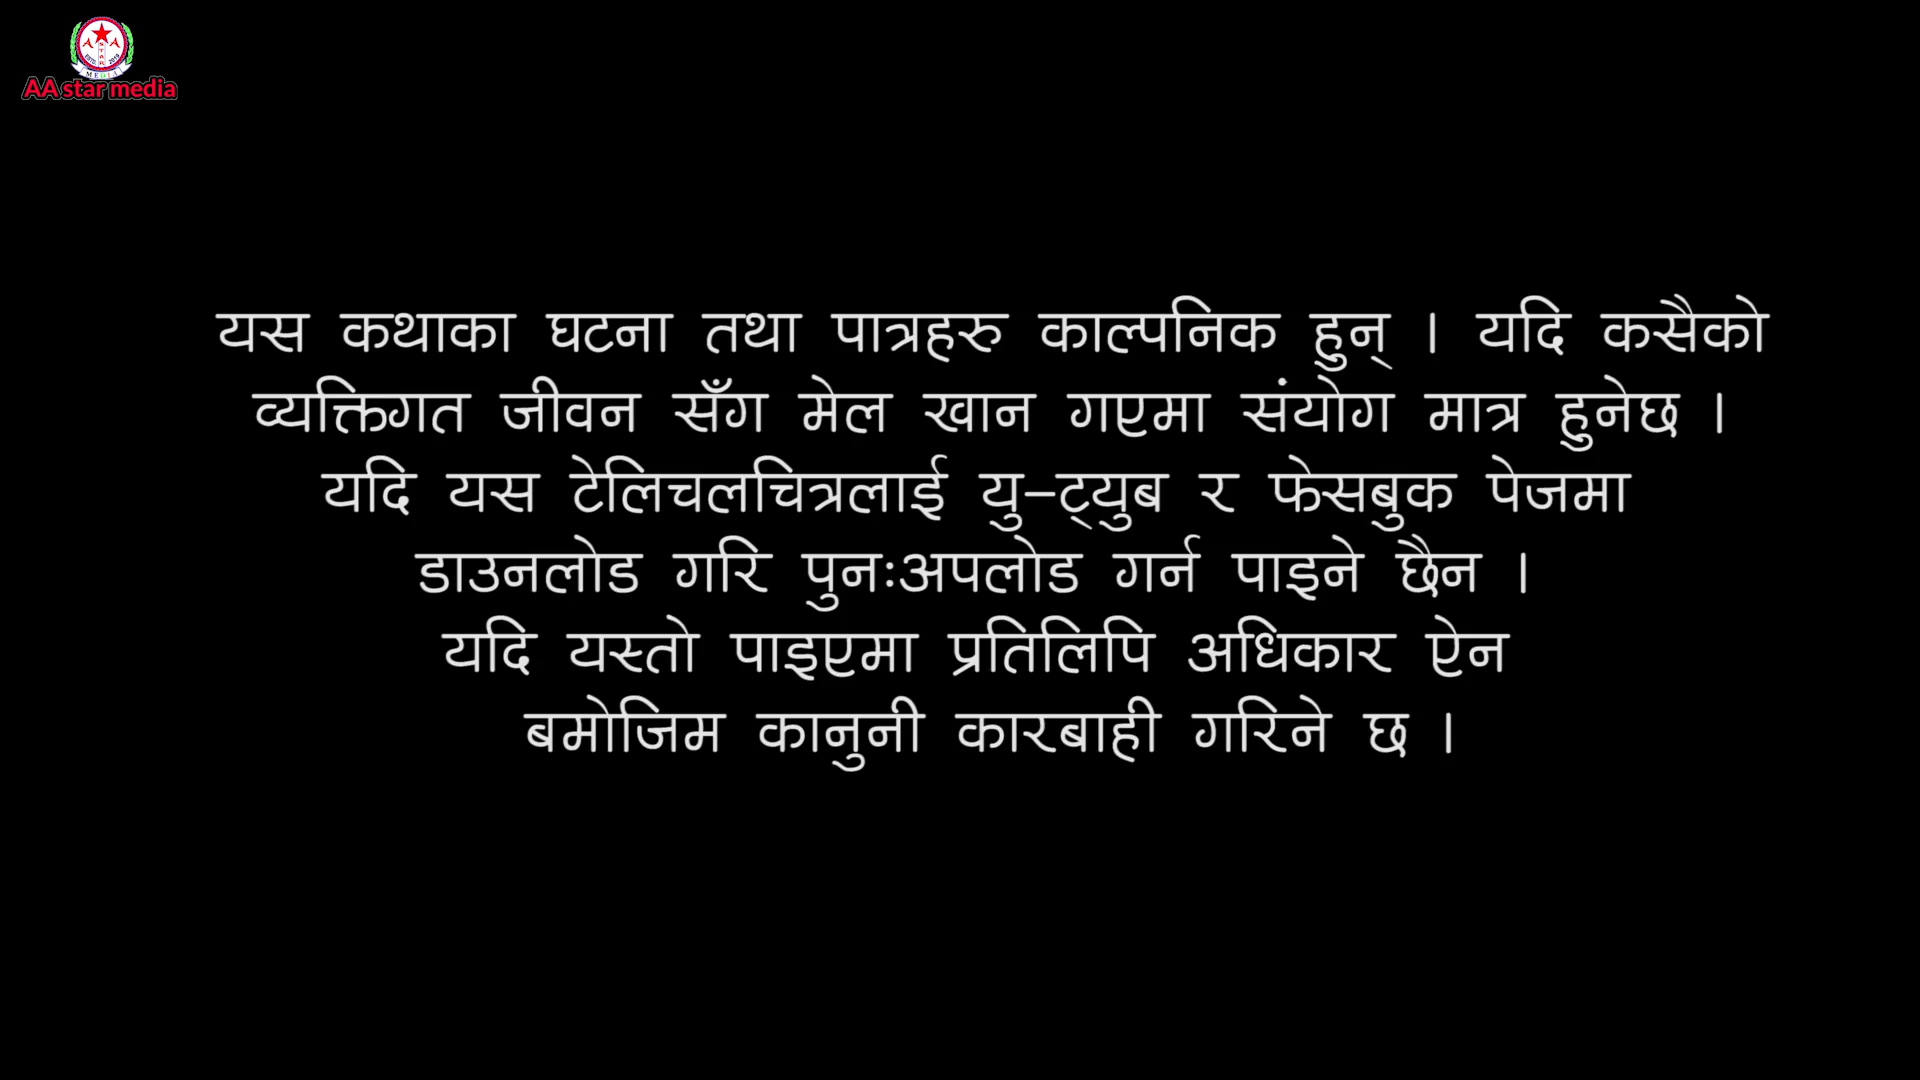 AA star media
यस कथाका घटना तथा पात्रहरु काल्पनिक हुन् । यदि कसैको
व्यक्तिगत जीवन सँग मेल खान गएमा संयोग मात्र हुनेछ ।
यदि यस टेलिचलचित्रलाई यु–ट्युब र फेसबुक पेजमा
डाउनलोड गरि पुनःअपलोड गर्न पाइने छैन ।
यदि यस्तो पाइएमा प्रतिलिपि अधिकार ऐन
बमोजिम कानुनी कारबाही गरिने छ ।